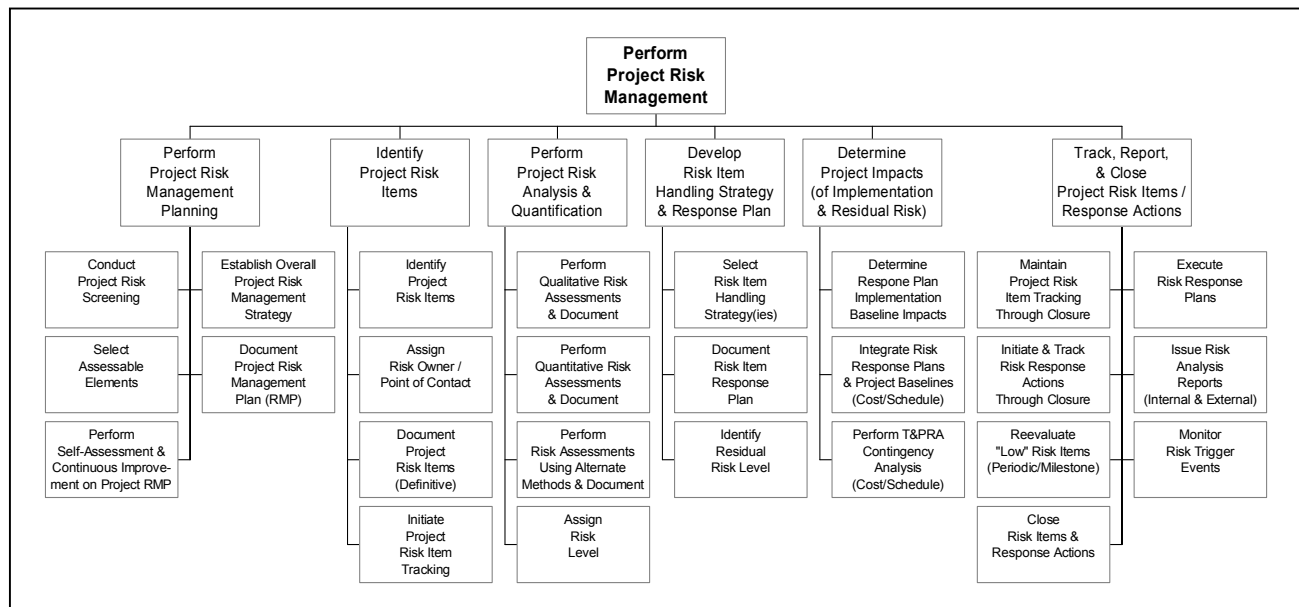 Perform
Project Risk
Management
Perform
Project Risk
Management
Planning
Identify
Project Risk
Items
Perform
Project Risk
Analysis &
Quantification
Develop
Risk Item
Handling Strategy
& Response Plan
Determine
Project Impacts
(of Implementation
& Residual Risk)
Track, Report,
& Close
Project Risk Items /
Response Actions
Conduct
Project Risk
Screening
Select
Assessable
Elements
Perform
Self-Assessment &
Continuous Improve-
ment on Project RMP
Establish Overall
Project Risk
Management
Strategy
Document
Project Risk
Management
Plan (RMP)
Identify
Project
Risk Items
Assign
Risk Owner /
Point of Contact
Document
Project
Risk Items
(Definitive)
Initiate
Project
Risk Item
Tracking
Perform
Qualitative Risk
Assessments
& Document
Perform
Quantitative Risk
Assessments
& Document
Perform
Risk Assessments
Using Alternate
Methods & Document
Assign
Risk
Level
Select
Risk Item
Handling
Strategy(ies)
Document
Risk Item
Response
Plan
Identify
Residual
Risk Level
Determine
Respone Plan
Implementation
Baseline Impacts
Integrate Risk
Response Plans
& Project Baselines
(Cost/Schedule)
Perform T&PRA
Contingency
Analysis
(Cost/Schedule)
Maintain
Project Risk
Item Tracking
Through Closure
Initiate & Track
Risk Response
Actions
Through Closure
Reevaluate
"Low" Risk Items
(Periodic/Milestone)
Close
Risk Items &
Response Actions
Execute
Risk Response
Plans
Issue Risk
Analysis
Reports
(Internal & External)
Monitor
Risk Trigger
Events